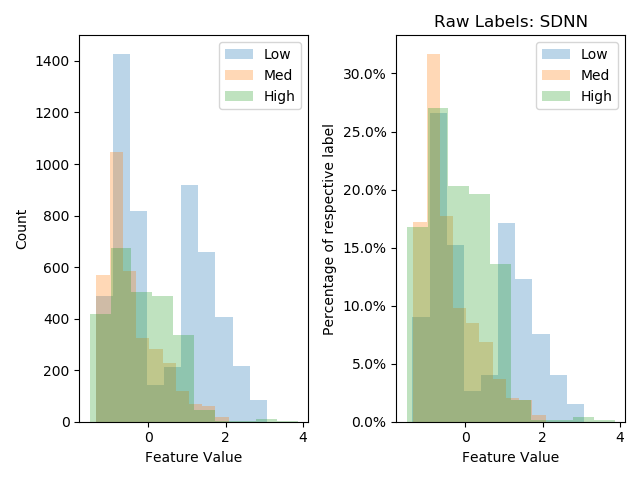 Raw Labels: SDNN
1400
1200
1000
800
600
400
200
0
Count
0
2
4
Feature Value
Low
Med
High
30.0%
25.0%
20.0%
15.0%
10.0%
5.0%
0.0%
Percentage of respective label
0
2
4
Feature Value
Low
Med
High